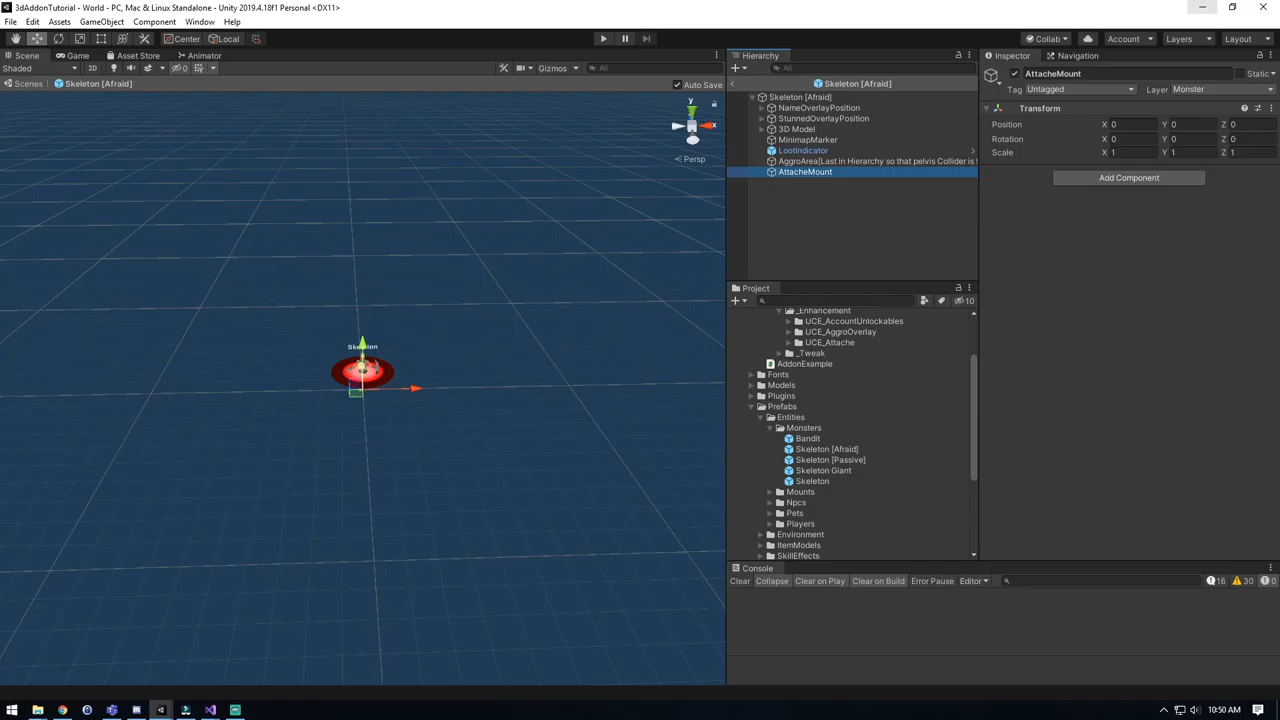 3dAddonTutorial - World - PC, Mac & Linux Standalone - Unity 2019.4.18f1 Personal <DX11>
File Edit Assets GameObject Component Window Help
Center Local Collab Account Layers Layout
Scene Game Asset Store Animator
Shaded 2D 0 Gizmos All
Scenes Skeleton [Afraid] Auto Save
y
x
Persp
Skeleton
Hierarchy
All
Skeleton [Afraid]
Skeleton [Afraid]
NameOverlayPosition
StunnedOverlayPosition
3D Model
MinimapMarker
LootIndicator
AggroArea[Last in Hierarchy so that pelvis Collider is
AttacheMount
Project
10
_Enhancement
UCE_AccountUnlockables
UCE_AggroOverlay
UCE_Attache
_Tweak
AddonExample
Fonts
Models
Plugins
Prefabs
Entities
Monsters
Bandit
Skeleton [Afraid]
Skeleton [Passive]
Skeleton Giant
Skeleton
Mounts
Npcs
Pets
Players
Environment
ItemModels
SkillEffects
Console
Clear Collapse Clear on Play Clear on Build Error Pause Editor 16 30 0
Inspector Navigation
AttacheMount Static
Tag Untagged Layer Monster
Transform
Position X 0 Y 0 Z 0
Rotation X 0 Y 0 Z 0
Scale X 1 Y 1 Z 1
Add Component
10:50 AM